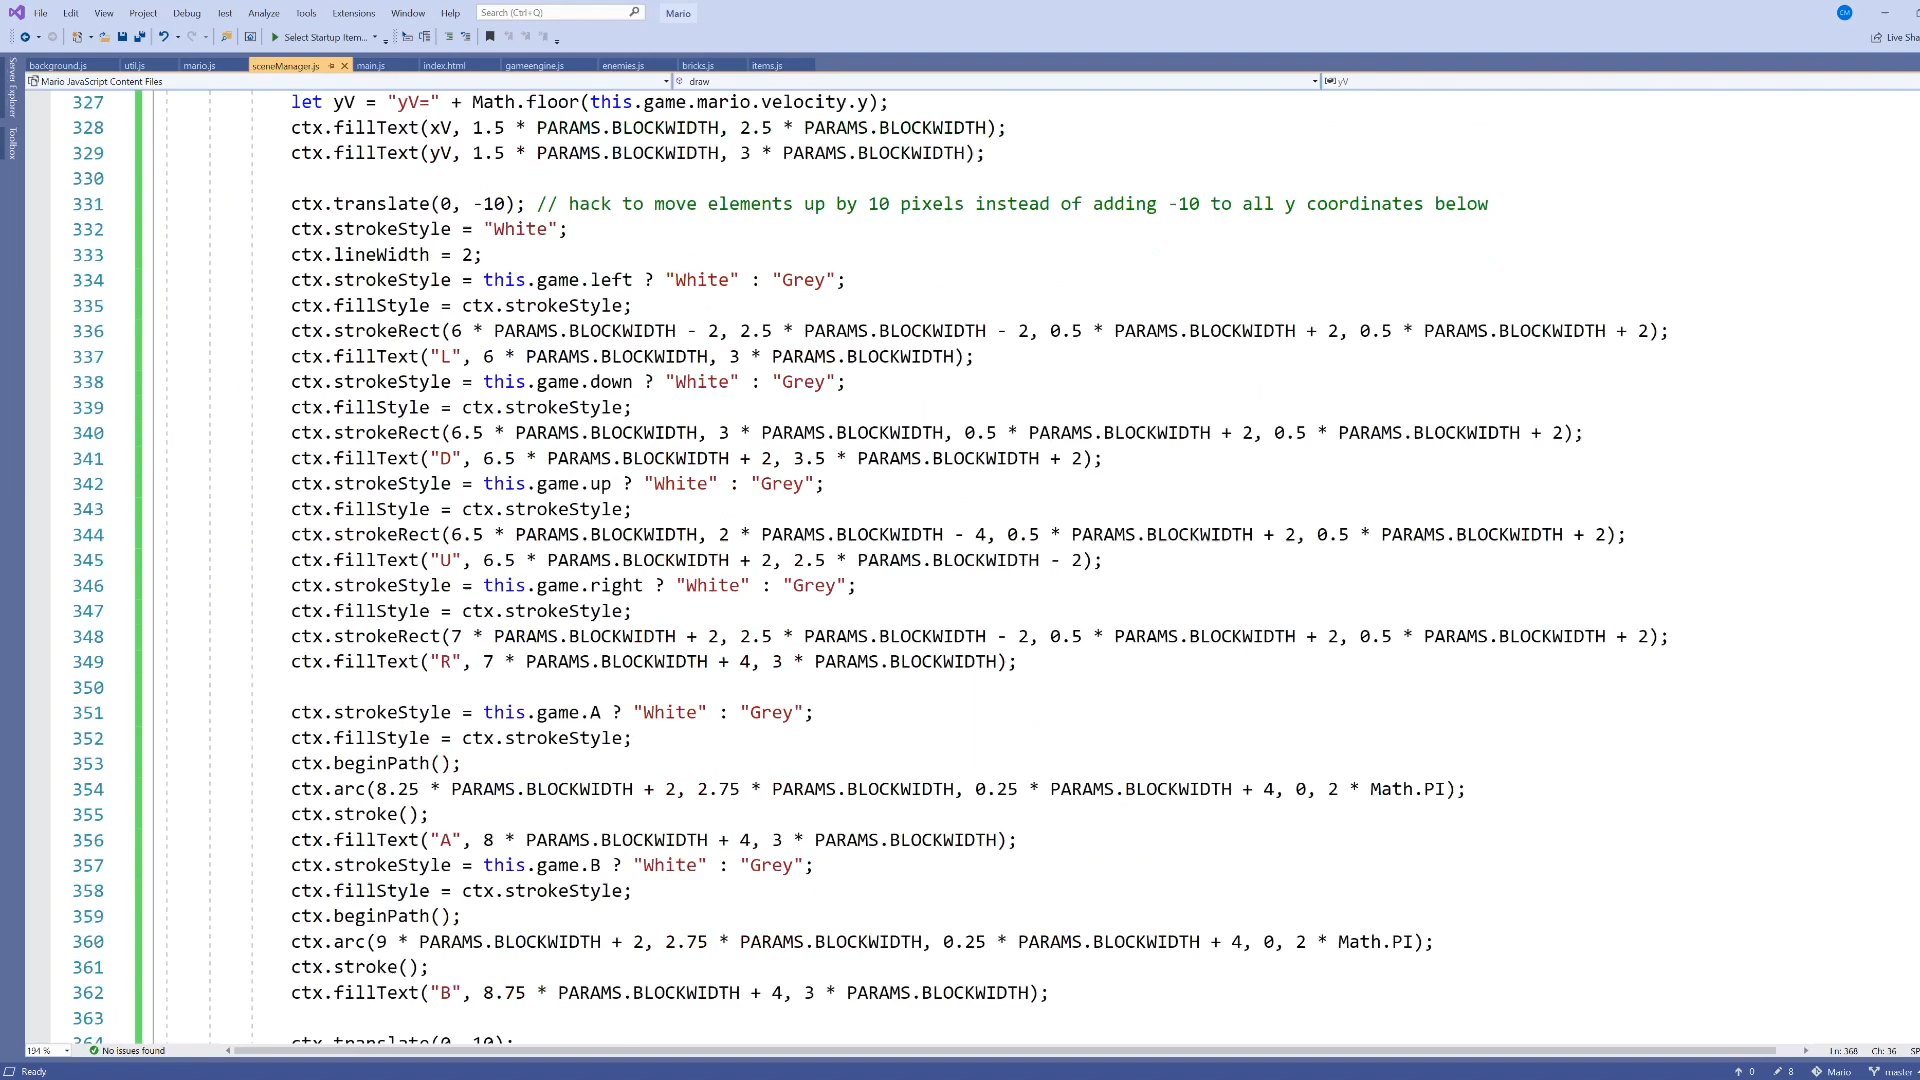 File Edit View Project Debug Test Analyze Tools Extensions Window Help Search (Ctrl+Q) Mario CM
Select Startup Item... Live Sha
Server Explorer
Toolbox
background.js util.js mario.js sceneManager.js main.js index.html gameengine.js enemies.js bricks.js items.js
Mario JavaScript Content Files draw yV
327 let yV = "yV=" + Math.floor(this.game.mario.velocity.y);
328 ctx.fillText(xV, 1.5 * PARAMS.BLOCKWIDTH, 2.5 * PARAMS.BLOCKWIDTH);
329 ctx.fillText(yV, 1.5 * PARAMS.BLOCKWIDTH, 3 * PARAMS.BLOCKWIDTH);
330
331 ctx.translate(0, -10); // hack to move elements up by 10 pixels instead of adding -10 to all y coordinates below
332 ctx.strokeStyle = "White";
333 ctx.lineWidth = 2;
334 ctx.strokeStyle = this.game.left ? "White" : "Grey";
335 ctx.fillStyle = ctx.strokeStyle;
336 ctx.strokeRect(6 * PARAMS.BLOCKWIDTH - 2, 2.5 * PARAMS.BLOCKWIDTH - 2, 0.5 * PARAMS.BLOCKWIDTH + 2, 0.5 * PARAMS.BLOCKWIDTH + 2);
337 ctx.fillText("L", 6 * PARAMS.BLOCKWIDTH, 3 * PARAMS.BLOCKWIDTH);
338 ctx.strokeStyle = this.game.down ? "White" : "Grey";
339 ctx.fillStyle = ctx.strokeStyle;
340 ctx.strokeRect(6.5 * PARAMS.BLOCKWIDTH, 3 * PARAMS.BLOCKWIDTH, 0.5 * PARAMS.BLOCKWIDTH + 2, 0.5 * PARAMS.BLOCKWIDTH + 2);
341 ctx.fillText("D", 6.5 * PARAMS.BLOCKWIDTH + 2, 3.5 * PARAMS.BLOCKWIDTH + 2);
342 ctx.strokeStyle = this.game.up ? "White" : "Grey";
343 ctx.fillStyle = ctx.strokeStyle;
344 ctx.strokeRect(6.5 * PARAMS.BLOCKWIDTH, 2 * PARAMS.BLOCKWIDTH - 4, 0.5 * PARAMS.BLOCKWIDTH + 2, 0.5 * PARAMS.BLOCKWIDTH + 2);
345 ctx.fillText("U", 6.5 * PARAMS.BLOCKWIDTH + 2, 2.5 * PARAMS.BLOCKWIDTH - 2);
346 ctx.strokeStyle = this.game.right ? "White" : "Grey";
347 ctx.fillStyle = ctx.strokeStyle;
348 ctx.strokeRect(7 * PARAMS.BLOCKWIDTH + 2, 2.5 * PARAMS.BLOCKWIDTH - 2, 0.5 * PARAMS.BLOCKWIDTH + 2, 0.5 * PARAMS.BLOCKWIDTH + 2);
349 ctx.fillText("R", 7 * PARAMS.BLOCKWIDTH + 4, 3 * PARAMS.BLOCKWIDTH);
350
351 ctx.strokeStyle = this.game.A ? "White" : "Grey";
352 ctx.fillStyle = ctx.strokeStyle;
353 ctx.beginPath();
354 ctx.arc(8.25 * PARAMS.BLOCKWIDTH + 2, 2.75 * PARAMS.BLOCKWIDTH, 0.25 * PARAMS.BLOCKWIDTH + 4, 0, 2 * Math.PI);
355 ctx.stroke();
356 ctx.fillText("A", 8 * PARAMS.BLOCKWIDTH + 4, 3 * PARAMS.BLOCKWIDTH);
357 ctx.strokeStyle = this.game.B ? "White" : "Grey";
358 ctx.fillStyle = ctx.strokeStyle;
359 ctx.beginPath();
360 ctx.arc(9 * PARAMS.BLOCKWIDTH + 2, 2.75 * PARAMS.BLOCKWIDTH, 0.25 * PARAMS.BLOCKWIDTH + 4, 0, 2 * Math.PI);
361 ctx.stroke();
362 ctx.fillText("B", 8.75 * PARAMS.BLOCKWIDTH + 4, 3 * PARAMS.BLOCKWIDTH);
363
364 ctx.translate(0, 10);
194 % No issues found Ln: 368 Ch: 36 SP
Ready 0 8 Mario master